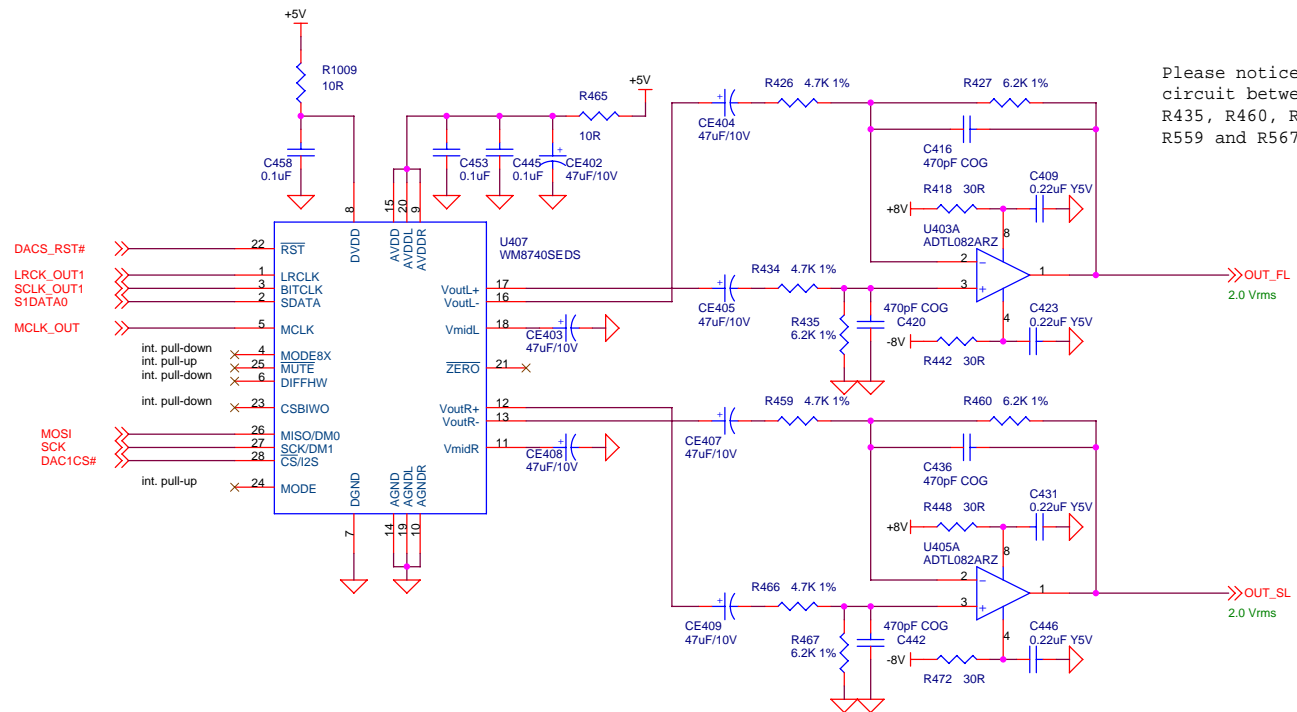 +5V
R1009
10R
C458
0.1uF
+5V
R465
10R
C453
0.1uF
C445
0.1uF
CE402
47uF/10V
8
15
20
9
DVDD
AVDD
AVDDL
AVDDR
U407
WM8740SEDS
DACS_RST#
22
RST
LRCK_OUT1
1
LRCLK
SCLK_OUT1
3
BITCLK
S1DATA0
2
SDATA
MCLK_OUT
5
MCLK
int. pull-down
4
MODE8X
int. pull-up
25
MUTE
int. pull-down
6
DIFFHW
int. pull-down
23
CSBIWO
MOSI
26
MISO/DM0
SCK
27
SCK/DM1
DAC1CS#
28
CS/I2S
int. pull-up
24
MODE
VoutL+
17
VoutL-
16
VmidL
18
CE403
47uF/10V
ZERO
21
VoutR+
12
VoutR-
13
VmidR
11
CE408
47uF/10V
DGND
AGND
AGNDL
AGNDR
7
14
19
10
CE404
47uF/10V
R426 4.7K 1%
R427 6.2K 1%
C416
470pF COG
R418 30R
+8V
C409
0.22uF Y5V
8
U403A
ADTL082ARZ
2
3
1
4
CE405
47uF/10V
R434 4.7K 1%
R435
6.2K 1%
470pF COG
C420
-8V
R442 30R
C423
0.22uF Y5V
OUT_FL
2.0 Vrms
CE407
47uF/10V
R459 4.7K 1%
R460 6.2K 1%
C436
470pF COG
R448 30R
+8V
C431
0.22uF Y5V
8
U405A
ADTL082ARZ
2
3
1
4
CE409
47uF/10V
R466 4.7K 1%
R467
6.2K 1%
470pF COG
C442
-8V
R472 30R
C446
0.22uF Y5V
OUT_SL
2.0 Vrms
Please notice
circuit betwe
R435, R460, R
R559 and R567